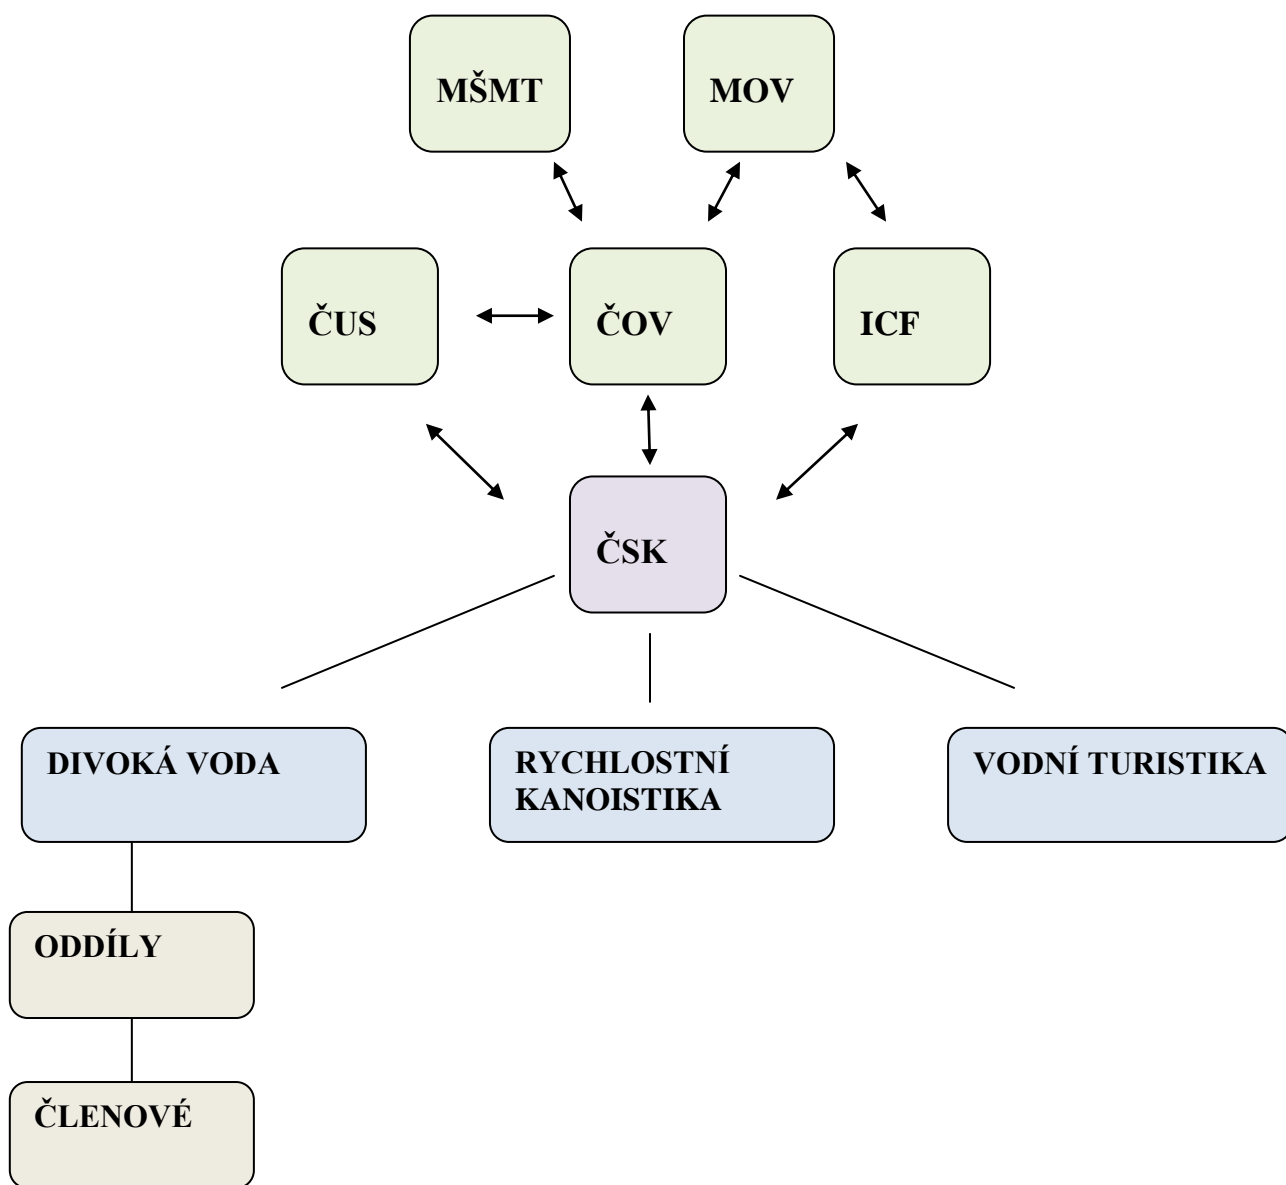 MŠMT
MOV
ČUS
ČOV
ICF
ČSK
DIVOKÁ VODA
RYCHLOSTNÍ
KANOISTIKA
VODNÍ TURISTIKA
ODDÍLY
ČLENOVÉ